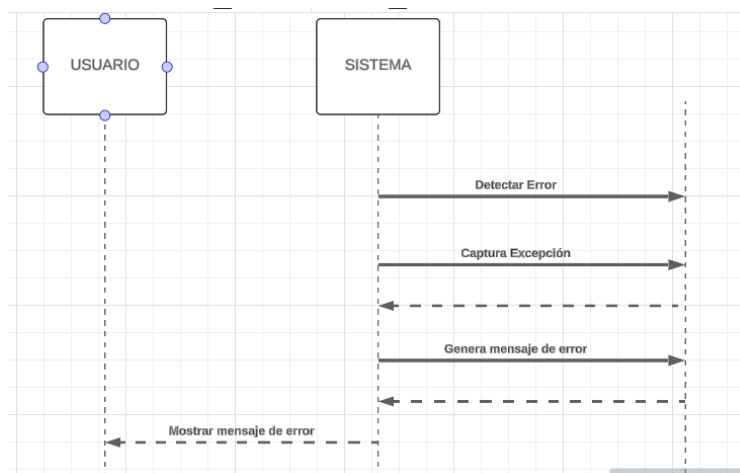 USUARIO
SISTEMA
Detectar Error
Captura Excepción
Genera mensaje de error
Mostrar mensaje de error